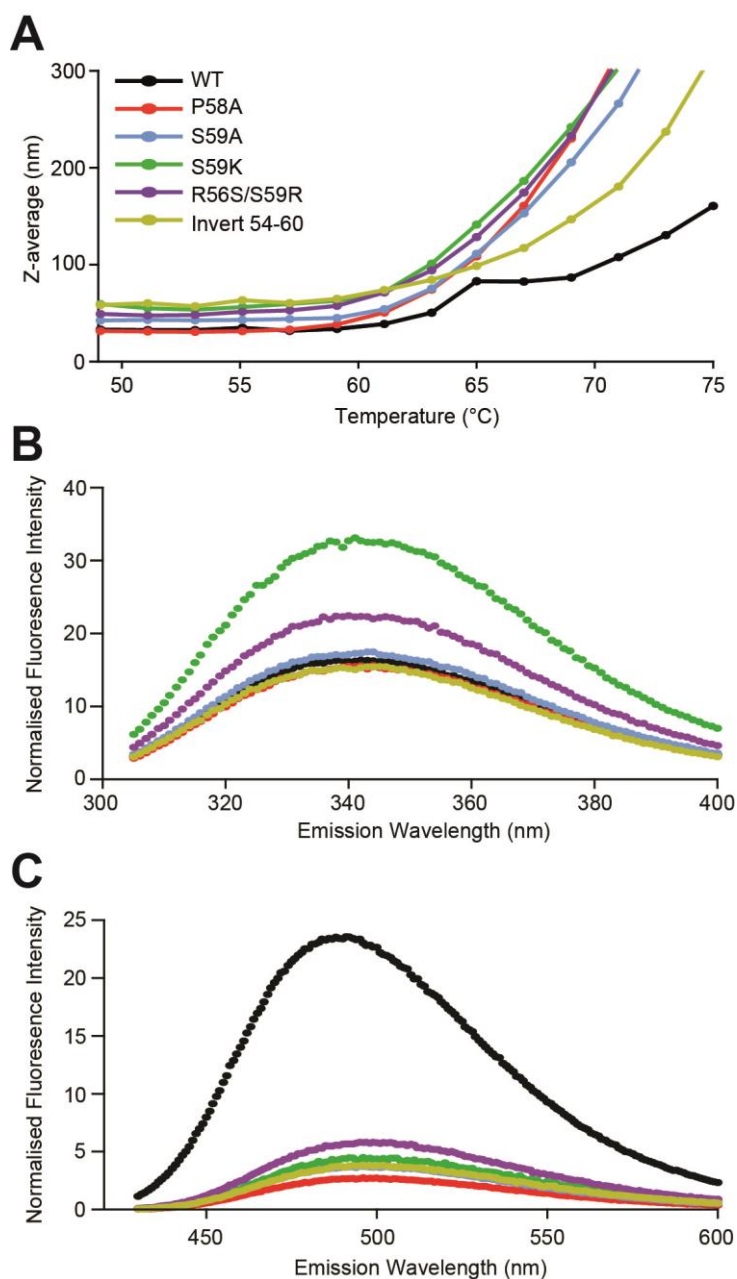 A
Z-average (nm)
300
200
100
0
WT
P58A
S59A
S59K
R56S/S59R
Invert 54-60
50
55
60
65
70
75
Temperature (°C)
B
Normalised Fluoresence Intensity
40
30
20
10
0
300
320
340
360
380
400
Emission Wavelength (nm)
C
Normalised Fluoresence Intensity
25
20
15
10
5
0
450
500
550
600
Emission Wavelength (nm)